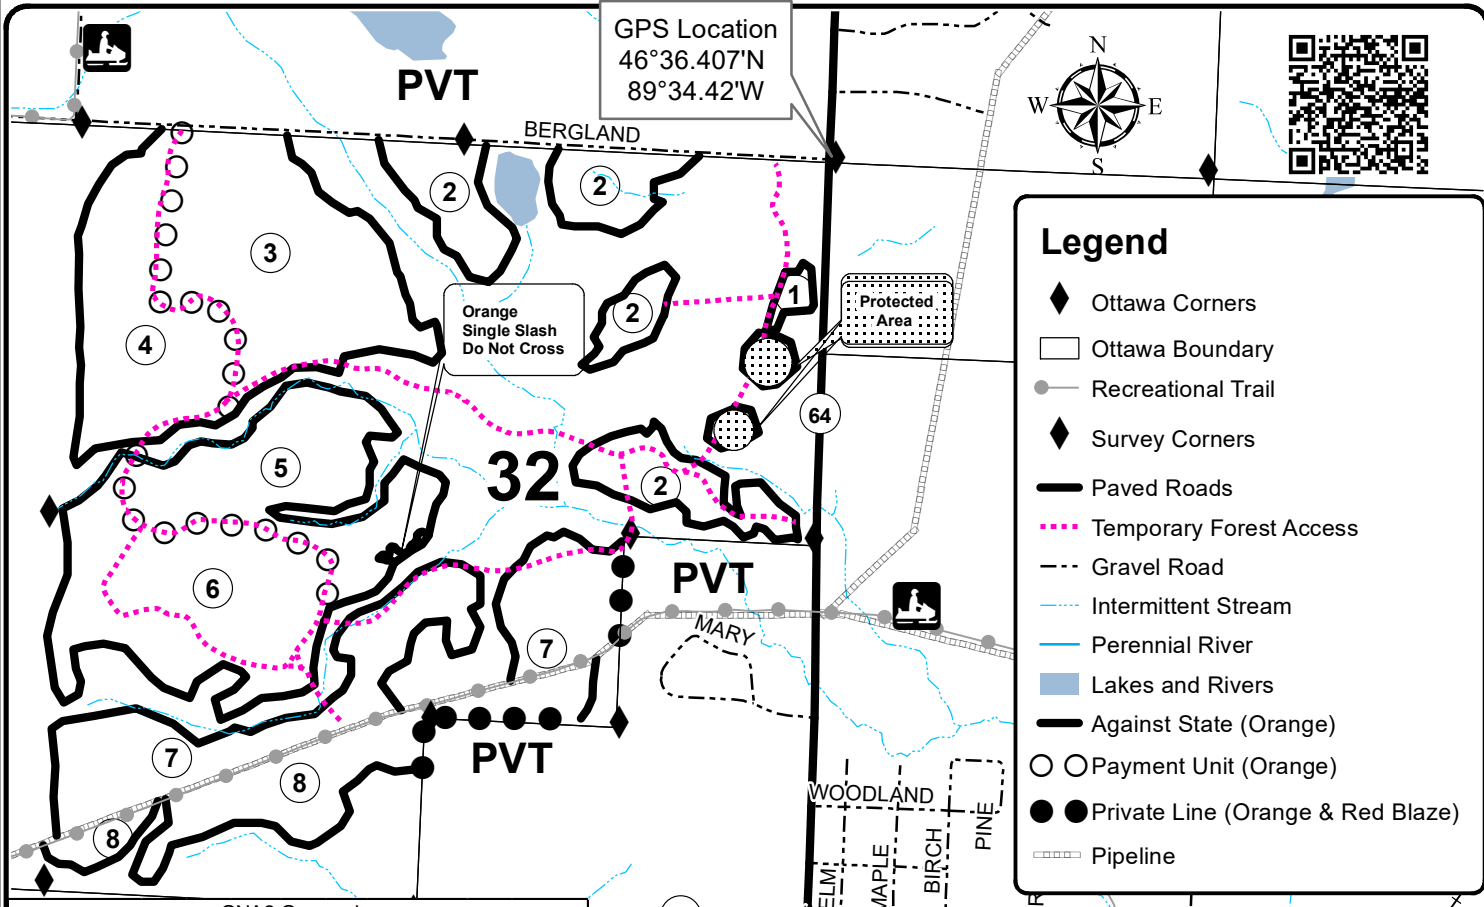 GPS Location
46°36.407'N
89°34.42'W
PVT
BERGLAND
N
W E
S
2
2
3
Legend
Ottawa Corners
Ottawa Boundary
Recreational Trail
Survey Corners
Paved Roads
Temporary Forest Access
Gravel Road
Intermittent Stream
Perennial River
Lakes and Rivers
Against State (Orange)
Payment Unit (Orange)
Private Line (Orange & Red Blaze)
Pipeline
1
Protected
Area
Orange
Single Slash
Do Not Cross
2
4
64
5
32
2
6
PVT
MARY
7
7
PVT
8
8
WOODLAND
PINE
BIRCH
MAPLE
ELM